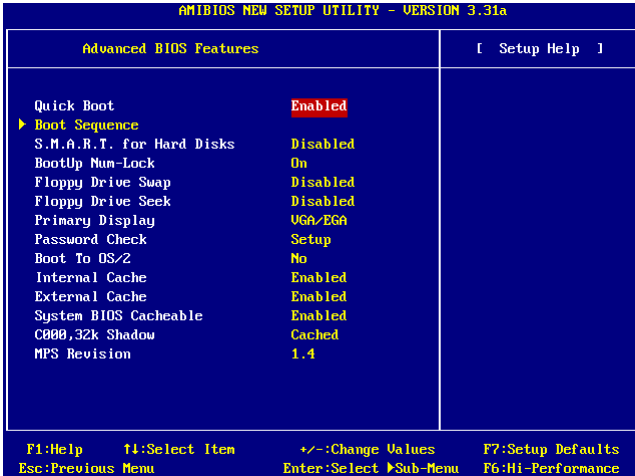 AMIBIOS NEW SETUP UTILITY - VERSION 3.31a
Advanced BIOS Features [ Setup Help ]
Quick Boot Enabled
▶ Boot Sequence
S.M.A.R.T. for Hard Disks Disabled
BootUp Num-Lock On
Floppy Drive Swap Disabled
Floppy Drive Seek Disabled
Primary Display VGA/EGA
Password Check Setup
Boot To OS/2 No
Internal Cache Enabled
External Cache Enabled
System BIOS Cacheable Enabled
C000,32k Shadow Cached
MPS Revision 1.4
F1:Help ↑↓:Select Item +/-:Change Values F7:Setup Defaults
Esc:Previous Menu Enter:Select ▶Sub-Menu F6:Hi-Performance